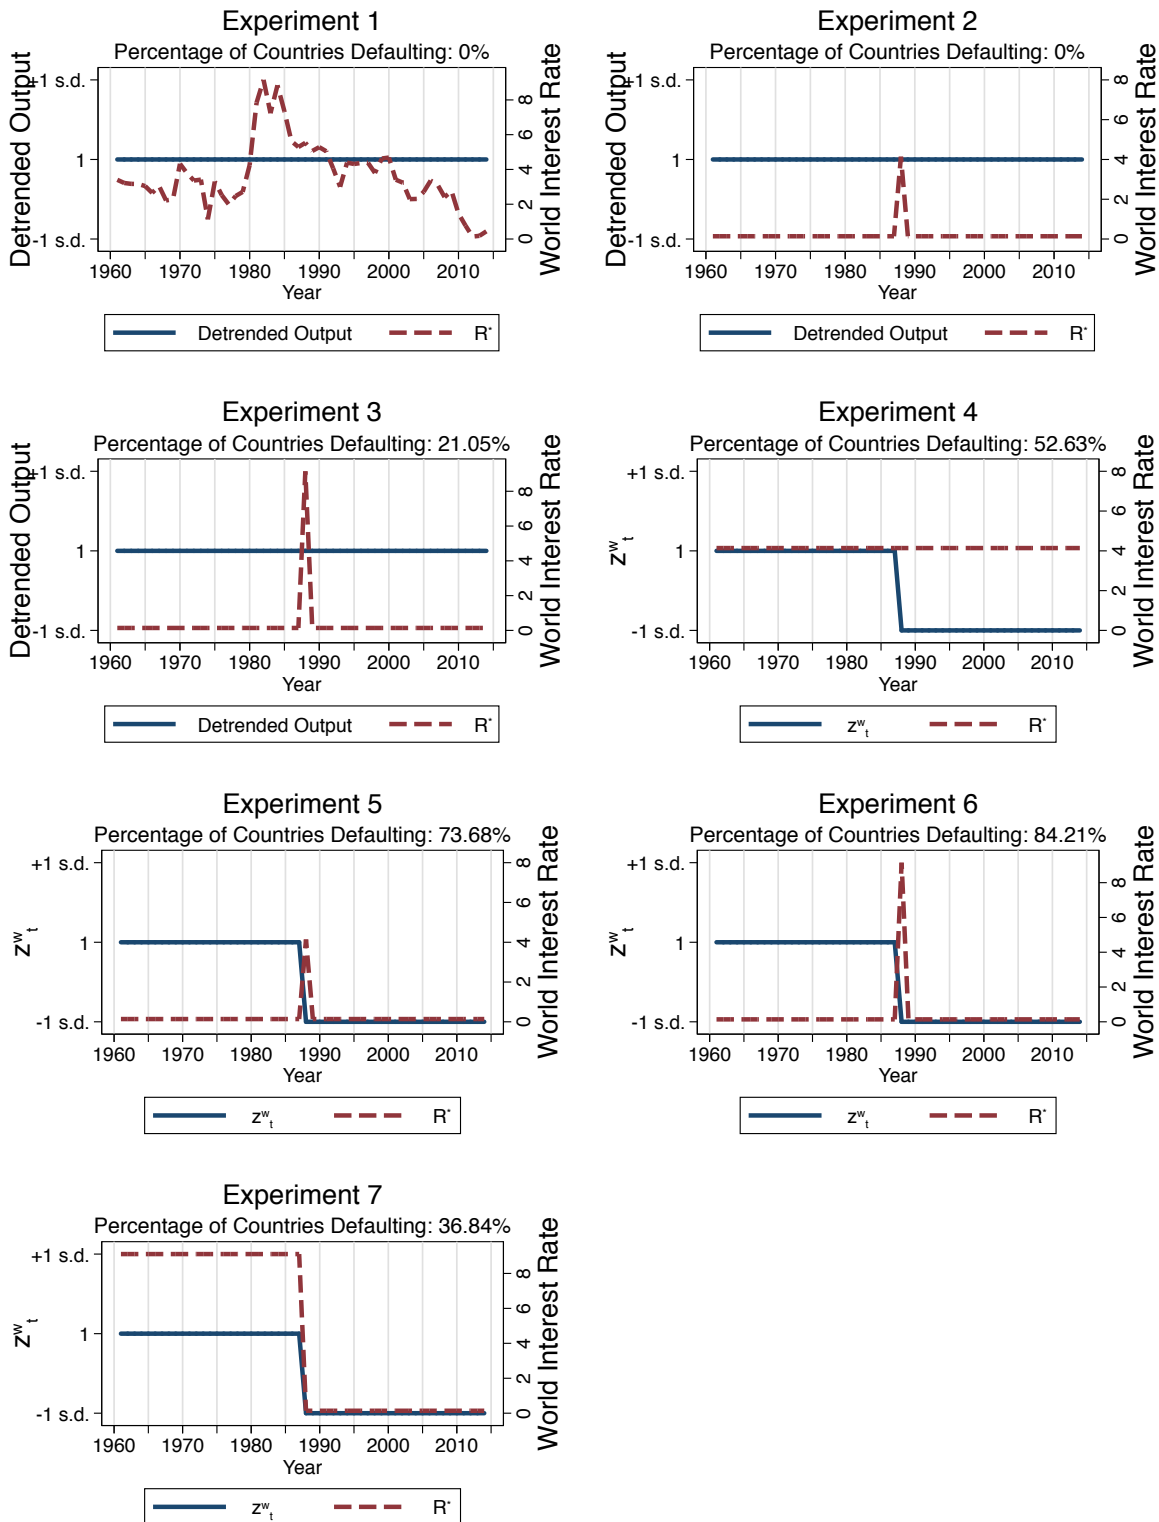 Experiment 1
Percentage of Countries Defaulting: 0%
Detrended Output
+1 s.d.
1
-1 s.d.
World Interest Rate
8
6
4
2
0
1960 1970 1980 1990 2000 2010
Year
Detrended Output R*
Experiment 2
Percentage of Countries Defaulting: 0%
Detrended Output
+1 s.d.
1
-1 s.d.
World Interest Rate
8
6
4
2
0
1960 1970 1980 1990 2000 2010
Year
Detrended Output R*
Experiment 3
Percentage of Countries Defaulting: 21.05%
Detrended Output
+1 s.d.
1
-1 s.d.
World Interest Rate
8
6
4
2
0
1960 1970 1980 1990 2000 2010
Year
Detrended Output R*
Experiment 4
Percentage of Countries Defaulting: 52.63%
z^w_t
+1 s.d.
1
-1 s.d.
World Interest Rate
8
6
4
2
0
1960 1970 1980 1990 2000 2010
Year
z^w_t R*
Experiment 5
Percentage of Countries Defaulting: 73.68%
z^w_t
+1 s.d.
1
-1 s.d.
World Interest Rate
8
6
4
2
0
1960 1970 1980 1990 2000 2010
Year
z^w_t R*
Experiment 6
Percentage of Countries Defaulting: 84.21%
z^w_t
+1 s.d.
1
-1 s.d.
World Interest Rate
8
6
4
2
0
1960 1970 1980 1990 2000 2010
Year
z^w_t R*
Experiment 7
Percentage of Countries Defaulting: 36.84%
z^w_t
+1 s.d.
1
-1 s.d.
World Interest Rate
8
6
4
2
0
1960 1970 1980 1990 2000 2010
Year
z^w_t R*